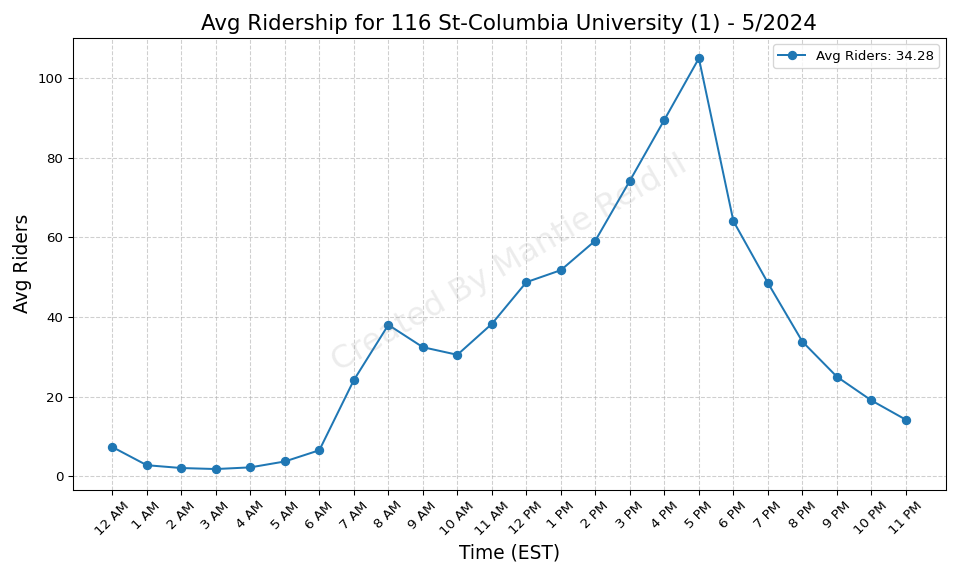 Avg Ridership for 116 St-Columbia University (1) - 5/2024
Avg Riders: 34.28
Created By Mantle Reid II
Avg Riders
100
80
60
40
20
0
12 AM
1 AM
2 AM
3 AM
4 AM
5 AM
6 AM
7 AM
8 AM
9 AM
10 AM
11 AM
12 PM
1 PM
2 PM
3 PM
4 PM
5 PM
6 PM
7 PM
8 PM
9 PM
10 PM
11 PM
Time (EST)